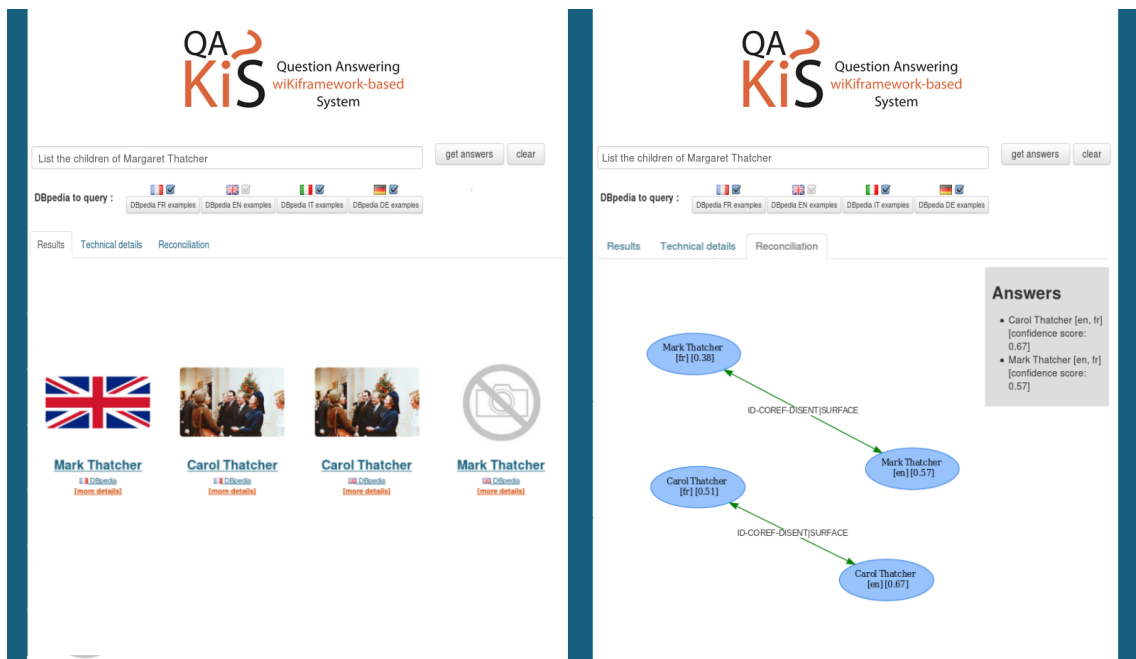 QA
KiS
Question Answering
wiKiframework-based
System
List the children of Margaret Thatcher
get answers
clear
DBpedia to query :
DBpedia FR examples
DBpedia EN examples
DBpedia IT examples
DBpedia DE examples
Results
Technical details
Reconciliation
Mark Thatcher
DBpedia
[more details]
Carol Thatcher
DBpedia
[more details]
Carol Thatcher
DBpedia
[more details]
Mark Thatcher
DBpedia
[more details]
QA
KiS
Question Answering
wiKiframework-based
System
List the children of Margaret Thatcher
get answers
clear
DBpedia to query :
DBpedia FR examples
DBpedia EN examples
DBpedia IT examples
DBpedia DE examples
Results
Technical details
Reconciliation
Answers
• Carol Thatcher [en, fr]
[confidence score:
0.67]
• Mark Thatcher [en, fr]
[confidence score:
0.57]
Mark Thatcher
[fr] [0.38]
ID-COREF-DISENT|SURFACE
Mark Thatcher
[en] [0.57]
Carol Thatcher
[fr] [0.51]
ID-COREF-DISENT|SURFACE
Carol Thatcher
[en] [0.67]